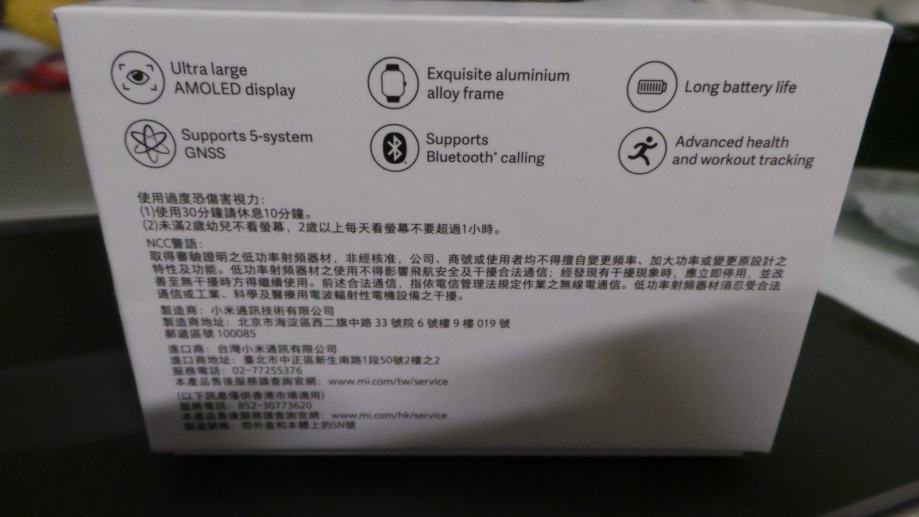 Ultra large
AMOLED display
Exquisite aluminium
alloy frame
Long battery life
Supports 5-system
GNSS
Supports
Bluetooth® calling
Advanced health
and workout tracking
使用過度恐傷害視力：
(1)使用30分鐘請休息10分鐘。
(2)未滿2歲幼兒不看螢幕，2歲以上每天看螢幕不要超過1小時。
NCC警語：
取得審驗證明之低功率射頻器材，非經核准，公司、商號或使用者均不得擅自變更頻率、加大功率或變更原設計之
特性及功能。低功率射頻器材之使用不得影響飛航安全及干擾合法通信；經發現有干擾現象時，應立即停用，並改
善至無干擾時方得繼續使用。前述合法通信，指依電信管理法規定作業之無線電通信。低功率射頻器材須忍受合法
通信或工業、科學及醫療用電波輻射性電機設備之干擾。
製造商：小米通訊技術有限公司
製造商地址：北京市海淀區西二旗中路 33 號院 6 號樓 9 樓 019 號
郵遞區號 100085
進口商：台灣小米通訊有限公司
進口商地址：臺北市中正區新生南路1段50號2樓之2
服務電話：02-77255376
本產品售後服務請查詢官網：www.mi.com/tw/service
(以下訊息僅供香港市場適用)
服務電話：852-30773620
本產品售後服務請查詢官網：www.mi.com/hk/service
製造號碼：即外盒和本體上的SN號